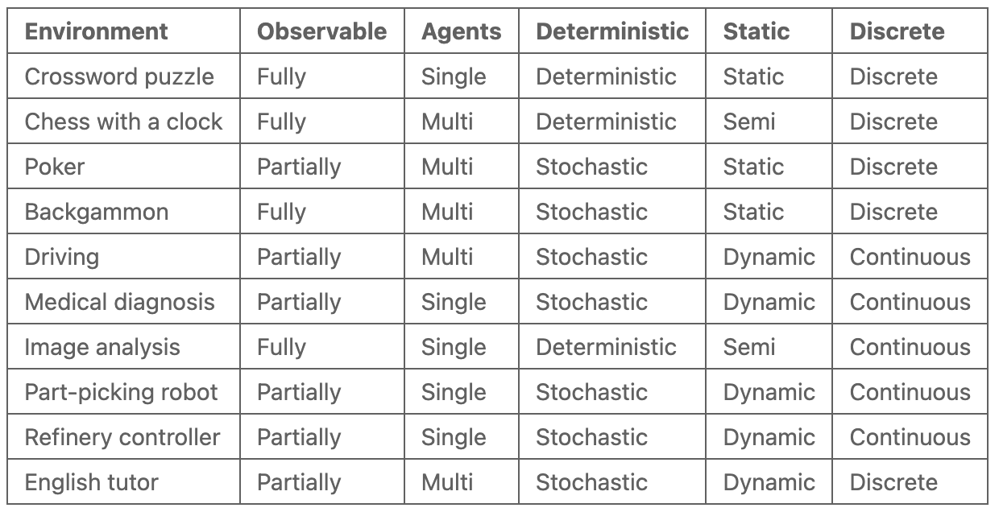 Environment Observable Agents Deterministic Static Discrete
Crossword puzzle Fully Single Deterministic Static Discrete
Chess with a clock Fully Multi Deterministic Semi Discrete
Poker Partially Multi Stochastic Static Discrete
Backgammon Fully Multi Stochastic Static Discrete
Driving Partially Multi Stochastic Dynamic Continuous
Medical diagnosis Partially Single Stochastic Dynamic Continuous
Image analysis Fully Single Deterministic Semi Continuous
Part-picking robot Partially Single Stochastic Dynamic Continuous
Refinery controller Partially Single Stochastic Dynamic Continuous
English tutor Partially Multi Stochastic Dynamic Discrete